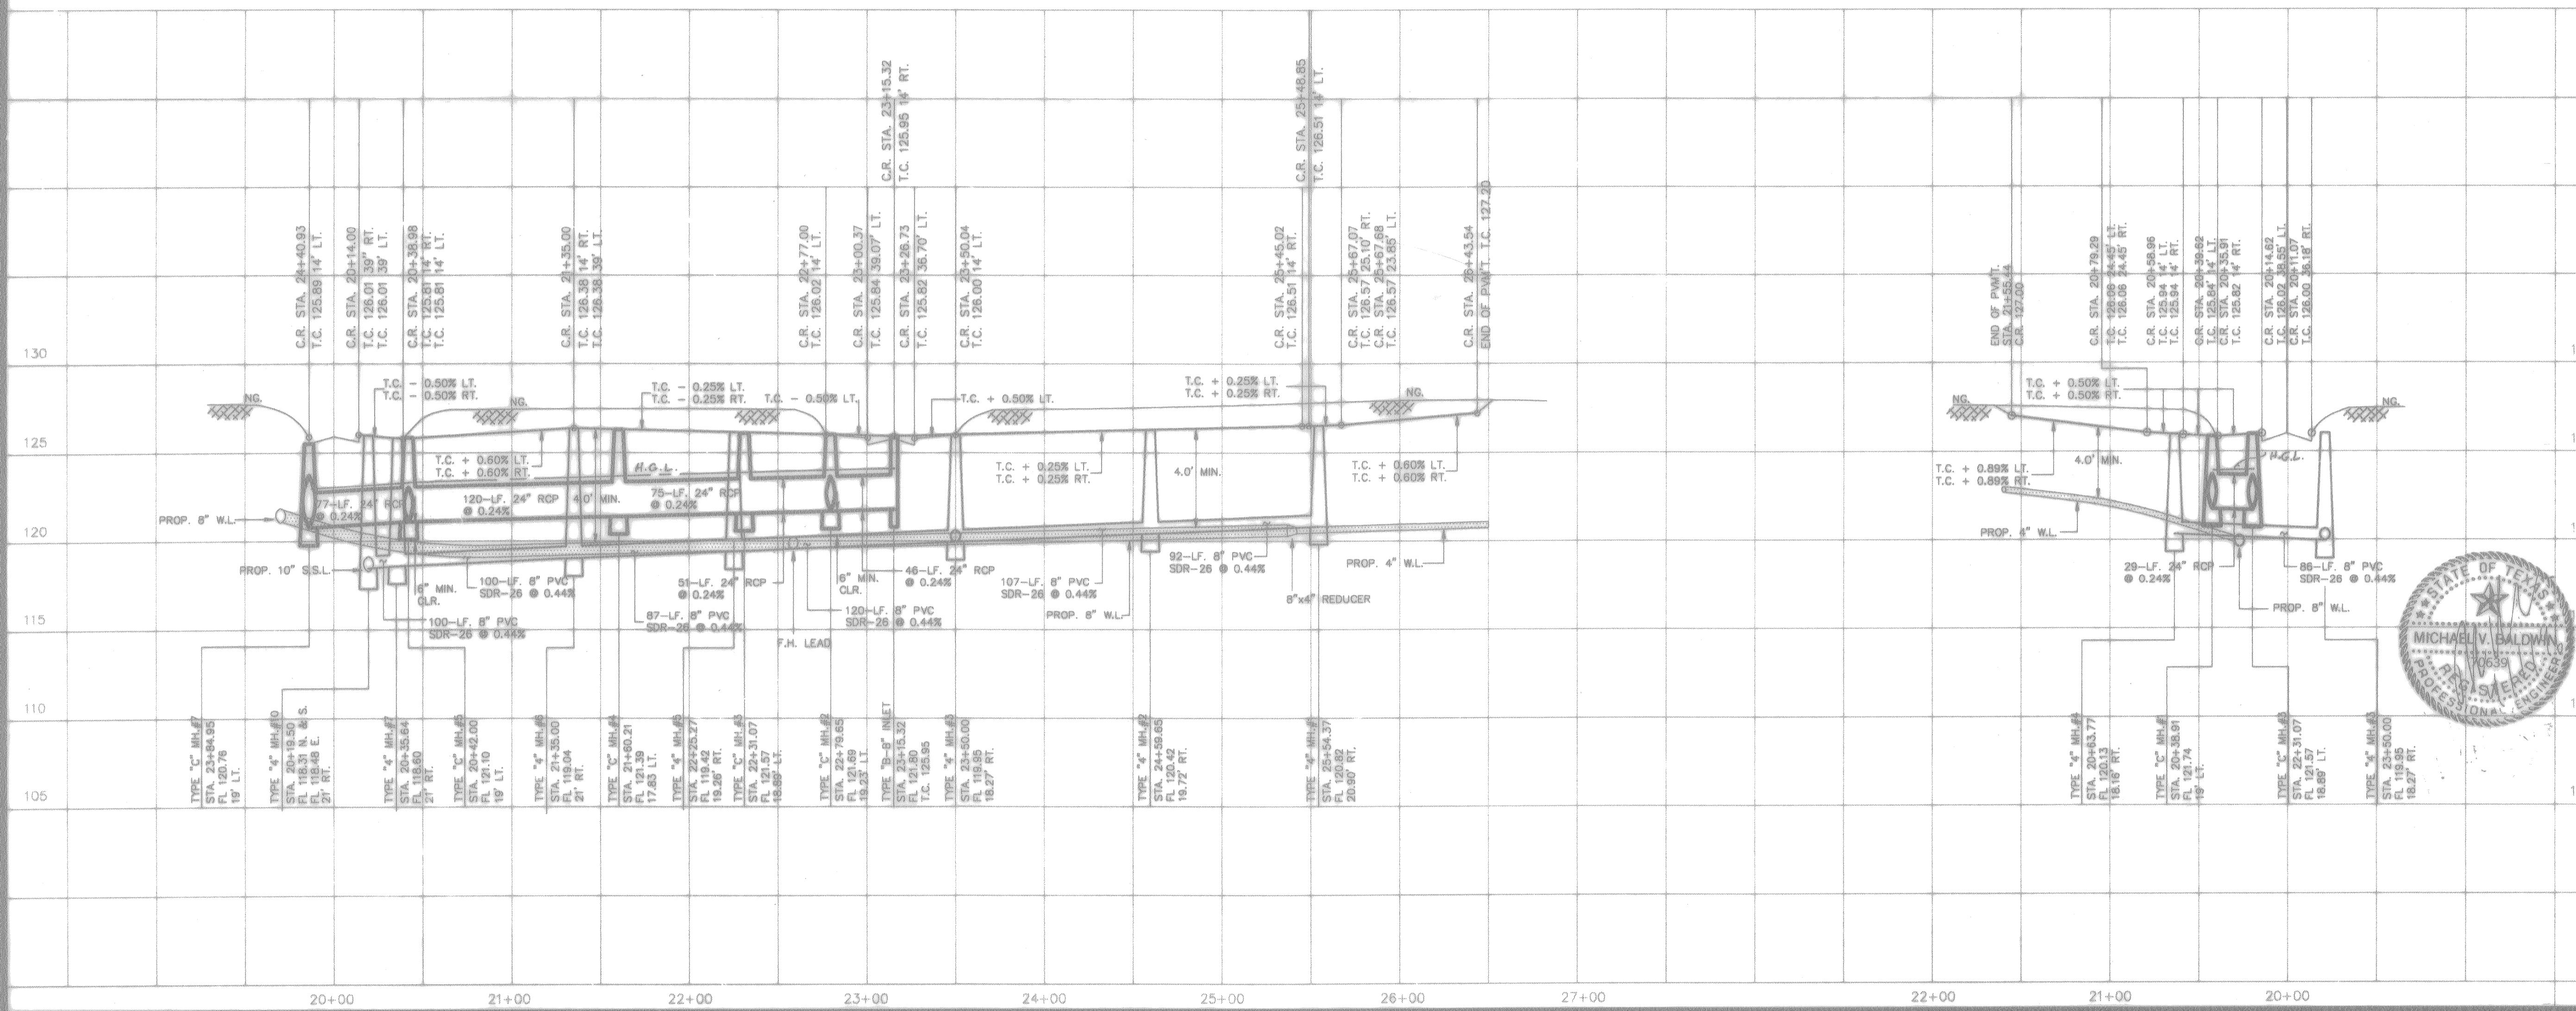 C.R. STA. 24+40.93
T.C. 125.89 14' LT.
C.R. STA. 20+14.00
T.C. 126.01 39" RT.
T.C. 126.01 39' LT.
C.R. STA. 20+38.98
T.C. 125.81 14' RT.
T.C. 125.81 14' LT.
C.R. STA. 21+35.00
T.C. 126.38 14' RT.
T.C. 126.38 39' LT.
C.R. STA. 22+77.00
T.C. 126.02 14' LT.
C.R. STA. 23+00.37
T.C. 125.84 39.07' LT.
C.R. STA. 23+15.32
T.C. 125.95 14' RT.
C.R. STA. 23+26.73
T.C. 125.82 36.70' LT.
C.R. STA. 23+50.04
T.C. 126.00 14' LT.
C.R. STA. 25+45.02
T.C. 126.51 14' RT.
C.R. STA. 25+48.85
T.C. 126.51 14' LT.
C.R. STA. 25+67.07
T.C. 126.57 25.10' RT.
C.R. STA. 25+67.68
T.C. 126.57 23.85' LT.
C.R. STA. 26+43.54
END OF PVM'T. T.C. 127.20
END OF PVM'T.
STA. 21+55.44
C.R. 127.00
C.R. STA. 20+79.29
T.C. 126.06 24.45' LT.
T.C. 126.06 24.45' RT.
C.R. STA. 20+58.96
T.C. 125.94 14' LT.
T.C. 125.94 14' RT.
C.R. STA. 20+39.62
T.C. 125.84 14' LT.
C.R. STA. 20+35.91
T.C. 125.82 14' RT.
C.R. STA. 20+14.62
T.C. 126.02 38.55' LT.
C.R. STA. 20+11.07
T.C. 126.00 36.18' RT.
130
125
120
115
110
105
NG.
T.C. - 0.50% LT.
T.C. - 0.50% RT.
NG.
T.C. - 0.25% LT.
T.C. - 0.25% RT.
T.C. - 0.50% LT.
T.C. + 0.50% LT.
T.C. + 0.25% LT.
T.C. + 0.25% RT.
NG.
T.C. + 0.60% LT.
T.C. + 0.60% RT.
H.G.L.
T.C. + 0.25% LT.
T.C. + 0.25% RT.
4.0' MIN.
T.C. + 0.60% LT.
T.C. + 0.60% RT.
77-LF. 24" RCP
@ 0.24%
120-LF. 24" RCP
@ 0.24%
4.0' MIN.
75-LF. 24" RCP
@ 0.24%
PROP. 8" W.L.
PROP. 10" S.S.L.
6" MIN.
CLR.
100-LF. 8" PVC
SDR-26 @ 0.44%
100-LF. 8" PVC
SDR-26 @ 0.44%
51-LF. 24" RCP
@ 0.24%
87-LF. 8" PVC
SDR-26 @ 0.44%
6" MIN.
CLR.
46-LF. 24" RCP
@ 0.24%
120-LF. 8" PVC
SDR-26 @ 0.44%
F.H. LEAD
107-LF. 8" PVC
SDR-26 @ 0.44%
PROP. 8" W.L.
92-LF. 8" PVC
SDR-26 @ 0.44%
8"x4" REDUCER
PROP. 4" W.L.
NG.
T.C. + 0.50% LT.
T.C. + 0.50% RT.
NG.
T.C. + 0.89% LT.
T.C. + 0.89% RT.
4.0' MIN.
H.G.L.
PROP. 4" W.L.
29-LF. 24" RCP
@ 0.24%
86-LF. 8" PVC
SDR-26 @ 0.44%
PROP. 8" W.L.
STATE OF TEXAS
MICHAEL V. BALDWIN
70639
REGISTERED
PROFESSIONAL ENGINEER
TYPE "C" MH.#7
STA. 23+84.95
FL 120.76
19' LT.
TYPE "4" MH.#10
STA. 20+19.50
FL 118.31 N. & S.
FL 118.48 E.
21' RT.
TYPE "4" MH.#7
STA. 20+35.64
FL 118.60
21' RT.
TYPE "C" MH.#5
STA. 20+42.00
FL 121.10
19' LT.
TYPE "4" MH.#6
STA. 21+35.00
FL 119.04
21' RT.
TYPE "C" MH.#4
STA. 21+60.21
FL 121.39
17.83 LT.
TYPE "4" MH.#5
STA. 22+25.27
FL 119.42
19.26' RT.
TYPE "C" MH.#3
STA. 22+31.07
FL 121.57
18.89' LT.
TYPE "C" MH.#2
STA. 22+79.65
FL 121.69
19.23' LT.
TYPE "B-B" INLET
STA. 23+15.32
FL 121.80
T.C. 125.95
TYPE "4" MH.#3
STA. 23+50.00
FL 119.95
18.27' RT.
TYPE "4" MH.#2
STA. 24+59.65
FL 120.42
19.72' RT.
TYPE "4" MH.#1
STA. 25+54.37
FL 120.82
20.90' RT.
TYPE "4" MH.#4
STA. 20+63.77
FL 120.13
18.16' RT.
TYPE "C" MH.#1
STA. 20+38.91
FL 121.74
19' LT.
TYPE "C" MH.#3
STA. 22+31.07
FL 121.57
18.89' LT.
TYPE "4" MH.#3
STA. 23+50.00
FL 119.95
18.27' RT.
20+00
21+00
22+00
23+00
24+00
25+00
26+00
27+00
22+00
21+00
20+00